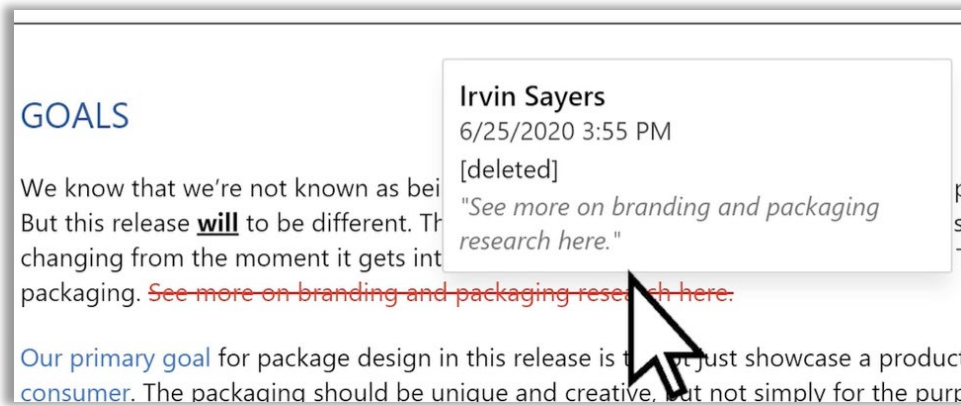 GOALS
Irvin Sayers
6/25/2020 3:55 PM
[deleted]
"See more on branding and packaging
research here."
We know that we're not known as bei
But this release will to be different. Th
changing from the moment it gets int
packaging. See more on branding and packaging research here.
Our primary goal for package design in this release is just showcase a product
consumer. The packaging should be unique and creative, but not simply for the purp